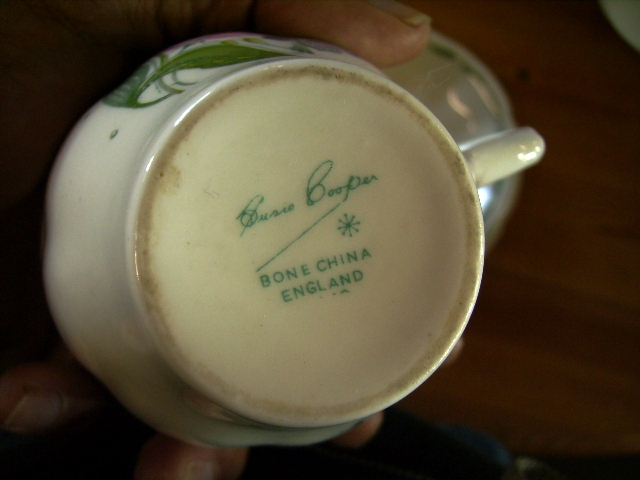 Susie Cooper
BONE CHINA
ENGLAND